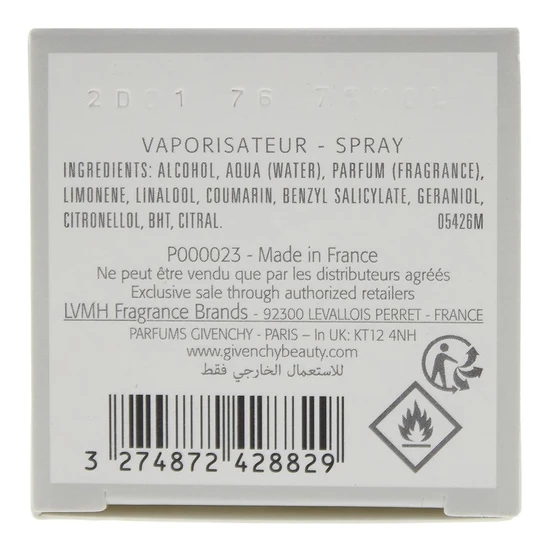 2D01 76
VAPORISATEUR - SPRAY
INGREDIENTS: ALCOHOL, AQUA (WATER), PARFUM (FRAGRANCE),
LIMONENE, LINALOOL, COUMARIN, BENZYL SALICYLATE, GERANIOL,
CITRONELLOL, BHT, CITRAL. 05426M
P000023 - Made in France
Ne peut être vendu que par les distributeurs agréés
Exclusive sale through authorized retailers
LVMH Fragrance Brands - 92300 LEVALLOIS PERRET - FRANCE
PARFUMS GIVENCHY - PARIS – In UK: KT12 4NH
www.givenchybeauty.com
للاستعمال الخارجي فقط
3 274872 428829